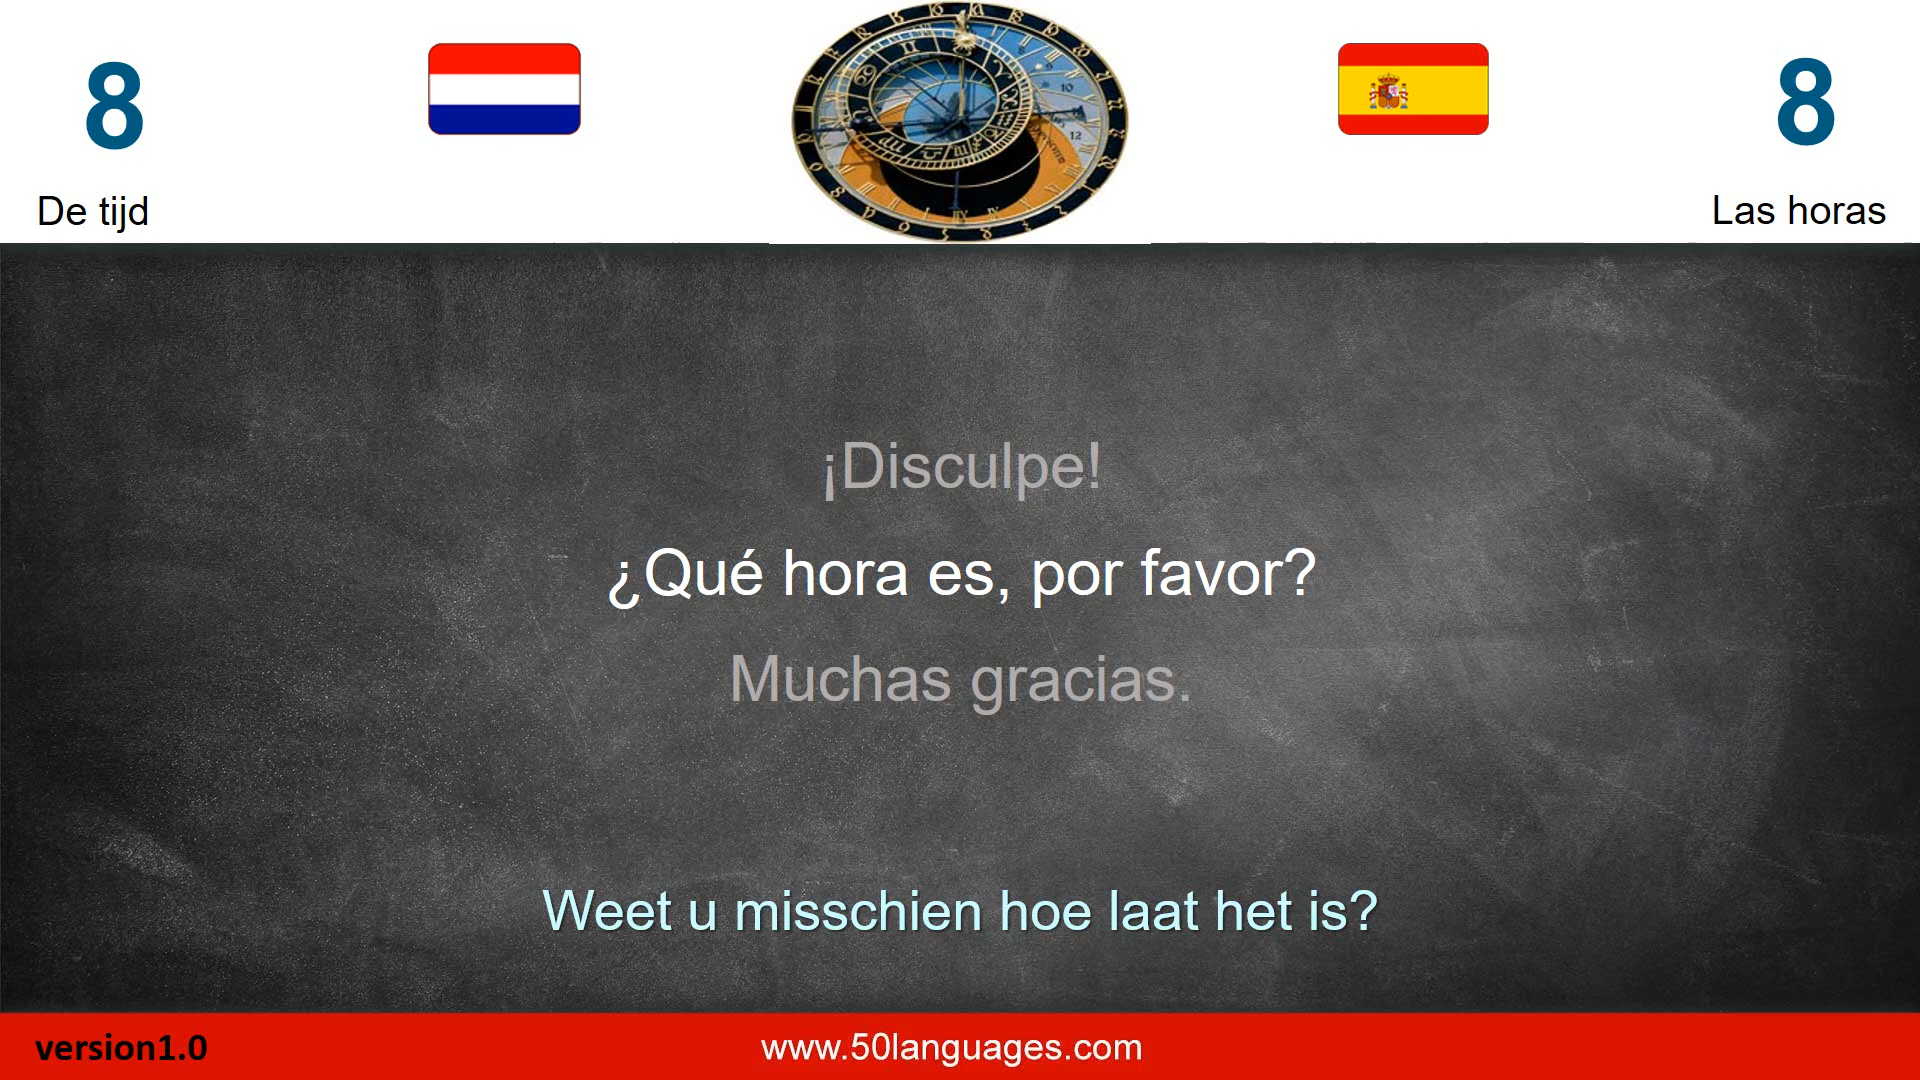 8
8
De tijd
Las horas
¡Disculpe!
¿Qué hora es, por favor?
Muchas gracias.
Weet u misschien hoe laat het is?
version1.0
www.50languages.com